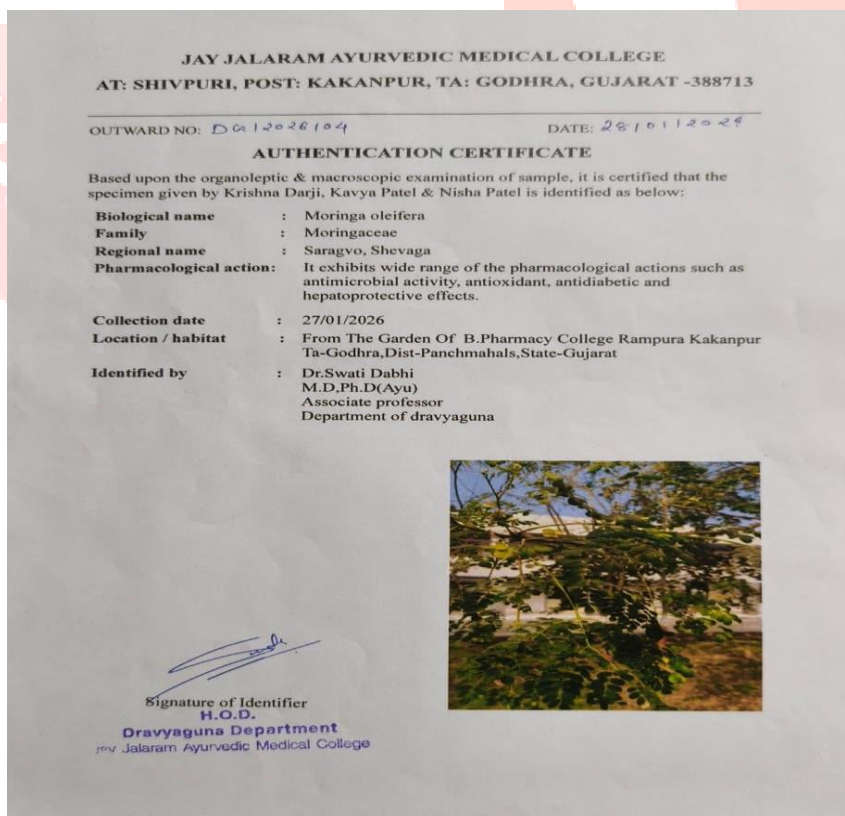 JAY JALARAM AYURVEDIC MEDICAL COLLEGE
AT: SHIVPURI, POST: KAKANPUR, TA: GODHRA, GUJARAT -388713
OUTWARD NO: DG/2026/04 DATE: 28/01/2026
AUTHENTICATION CERTIFICATE
Based upon the organoleptic & macroscopic examination of sample, it is certified that the
specimen given by Krishna Darji, Kavya Patel & Nisha Patel is identified as below:
Biological name : Moringa oleifera
Family : Moringaceae
Regional name : Saragvo, Shevaga
Pharmacological action: It exhibits wide range of the pharmacological actions such as
antimicrobial activity, antioxidant, antidiabetic and
hepatoprotective effects.
Collection date : 27/01/2026
Location / habitat : From The Garden Of B.Pharmacy College Rampura Kakanpur
Ta-Godhra,Dist-Panchmahals,State-Gujarat
Identified by : Dr.Swati Dabhi
M.D,Ph.D(Ayu)
Associate professor
Department of dravyaguna
Signature of Identifier
H.O.D.
Dravyaguna Department
Jay Jalaram Ayurvedic Medical College